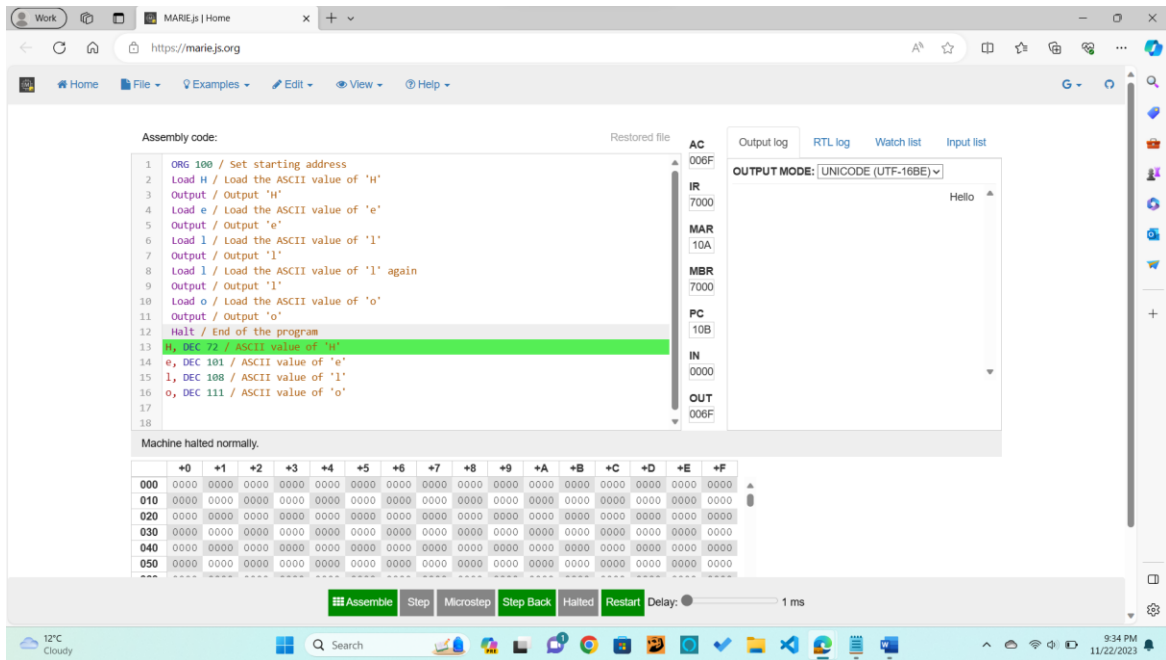 Work
MARIE.js | Home
https://marie.js.org
Home File Examples Edit View Help G
Assembly code: Restored file
1 ORG 100 / Set starting address
2 Load H / Load the ASCII value of 'H'
3 Output / Output 'H'
4 Load e / Load the ASCII value of 'e'
5 Output / Output 'e'
6 Load l / Load the ASCII value of 'l'
7 Output / Output 'l'
8 Load l / Load the ASCII value of 'l' again
9 Output / Output 'l'
10 Load o / Load the ASCII value of 'o'
11 Output / Output 'o'
12 Halt / End of the program
13 H, DEC 72 / ASCII value of 'H'
14 e, DEC 101 / ASCII value of 'e'
15 l, DEC 108 / ASCII value of 'l'
16 o, DEC 111 / ASCII value of 'o'
17
18
AC
006F
IR
7000
MAR
10A
MBR
7000
PC
10B
IN
0000
OUT
006F
Output log RTL log Watch list Input list
OUTPUT MODE: UNICODE (UTF-16BE)
Hello
Machine halted normally.
+0 +1 +2 +3 +4 +5 +6 +7 +8 +9 +A +B +C +D +E +F
000 0000 0000 0000 0000 0000 0000 0000 0000 0000 0000 0000 0000 0000 0000 0000 0000
010 0000 0000 0000 0000 0000 0000 0000 0000 0000 0000 0000 0000 0000 0000 0000 0000
020 0000 0000 0000 0000 0000 0000 0000 0000 0000 0000 0000 0000 0000 0000 0000 0000
030 0000 0000 0000 0000 0000 0000 0000 0000 0000 0000 0000 0000 0000 0000 0000 0000
040 0000 0000 0000 0000 0000 0000 0000 0000 0000 0000 0000 0000 0000 0000 0000 0000
050 0000 0000 0000 0000 0000 0000 0000 0000 0000 0000 0000 0000 0000 0000 0000 0000
Assemble Step Microstep Step Back Halted Restart Delay: 1 ms
12°C
Cloudy
Search
9:34 PM
11/22/2023